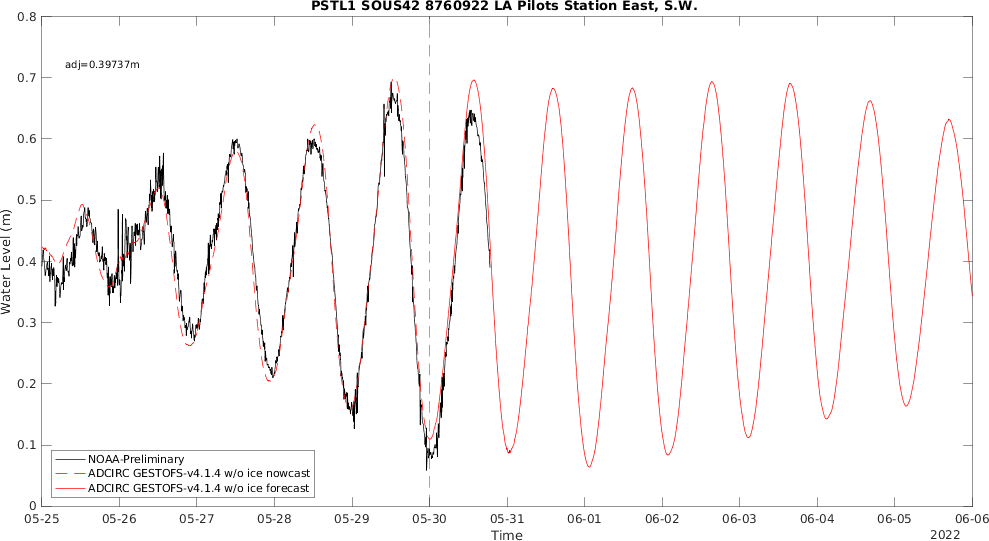 PSTL1 SOUS42 8760922 LA Pilots Station East, S.W.
adj=0.39737m
0.8
0.7
0.6
0.5
0.4
0.3
0.2
0.1
0
Water Level (m)
NOAA-Preliminary
ADCIRC GESTOFS-v4.1.4 w/o ice nowcast
ADCIRC GESTOFS-v4.1.4 w/o ice forecast
05-25 05-26 05-27 05-28 05-29 05-30 05-31 06-01 06-02 06-03 06-04 06-05 06-06
Time
2022